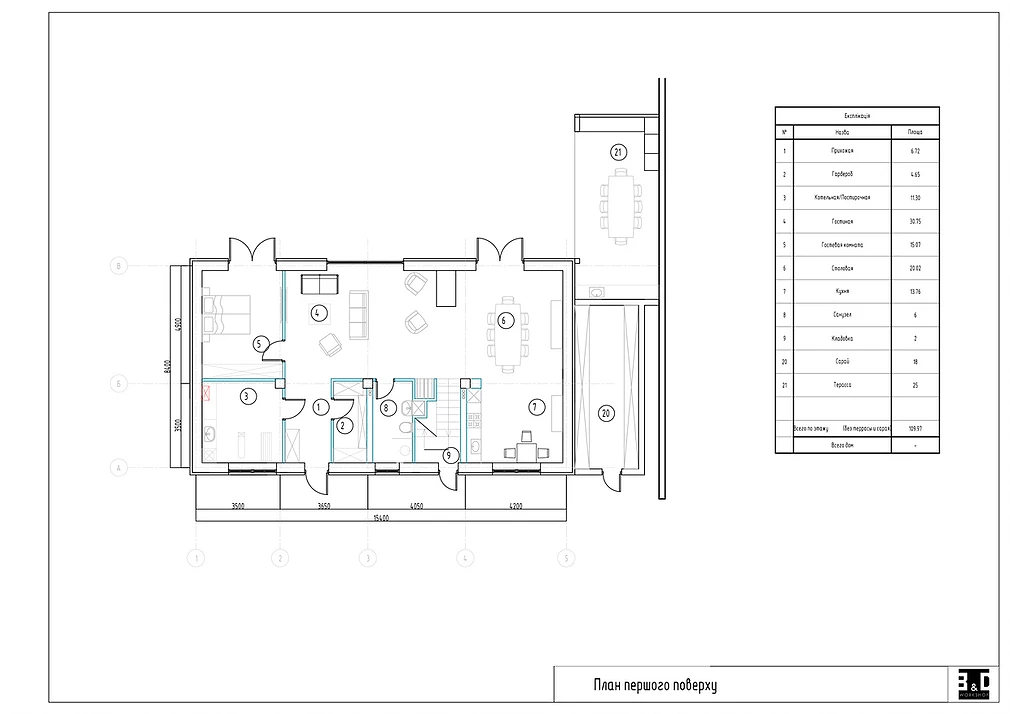 21
Експлікація
N° Назва Площа
1 Прихожая 6.72
2 Гардероб 4.65
3 Котельная/Постирочная 11.30
4 Гостиная 30.75
5 Гостевая комната 15.07
6 Столовая 20.02
7 Кухня 13.76
8 Санузел 6
9 Кладовка 2
20 Сарай 18
21 Терасса 25
Всего по этажу (без террасы и сарая) 109.97
Всего дом -
В
4 6
4900
5
8400
Б
3 1 2 8 7 20
3500
9
А
3500 3650 4050 4200
15400
1 2 3 4 5
План першого поверху
B&D
WORKSHOP